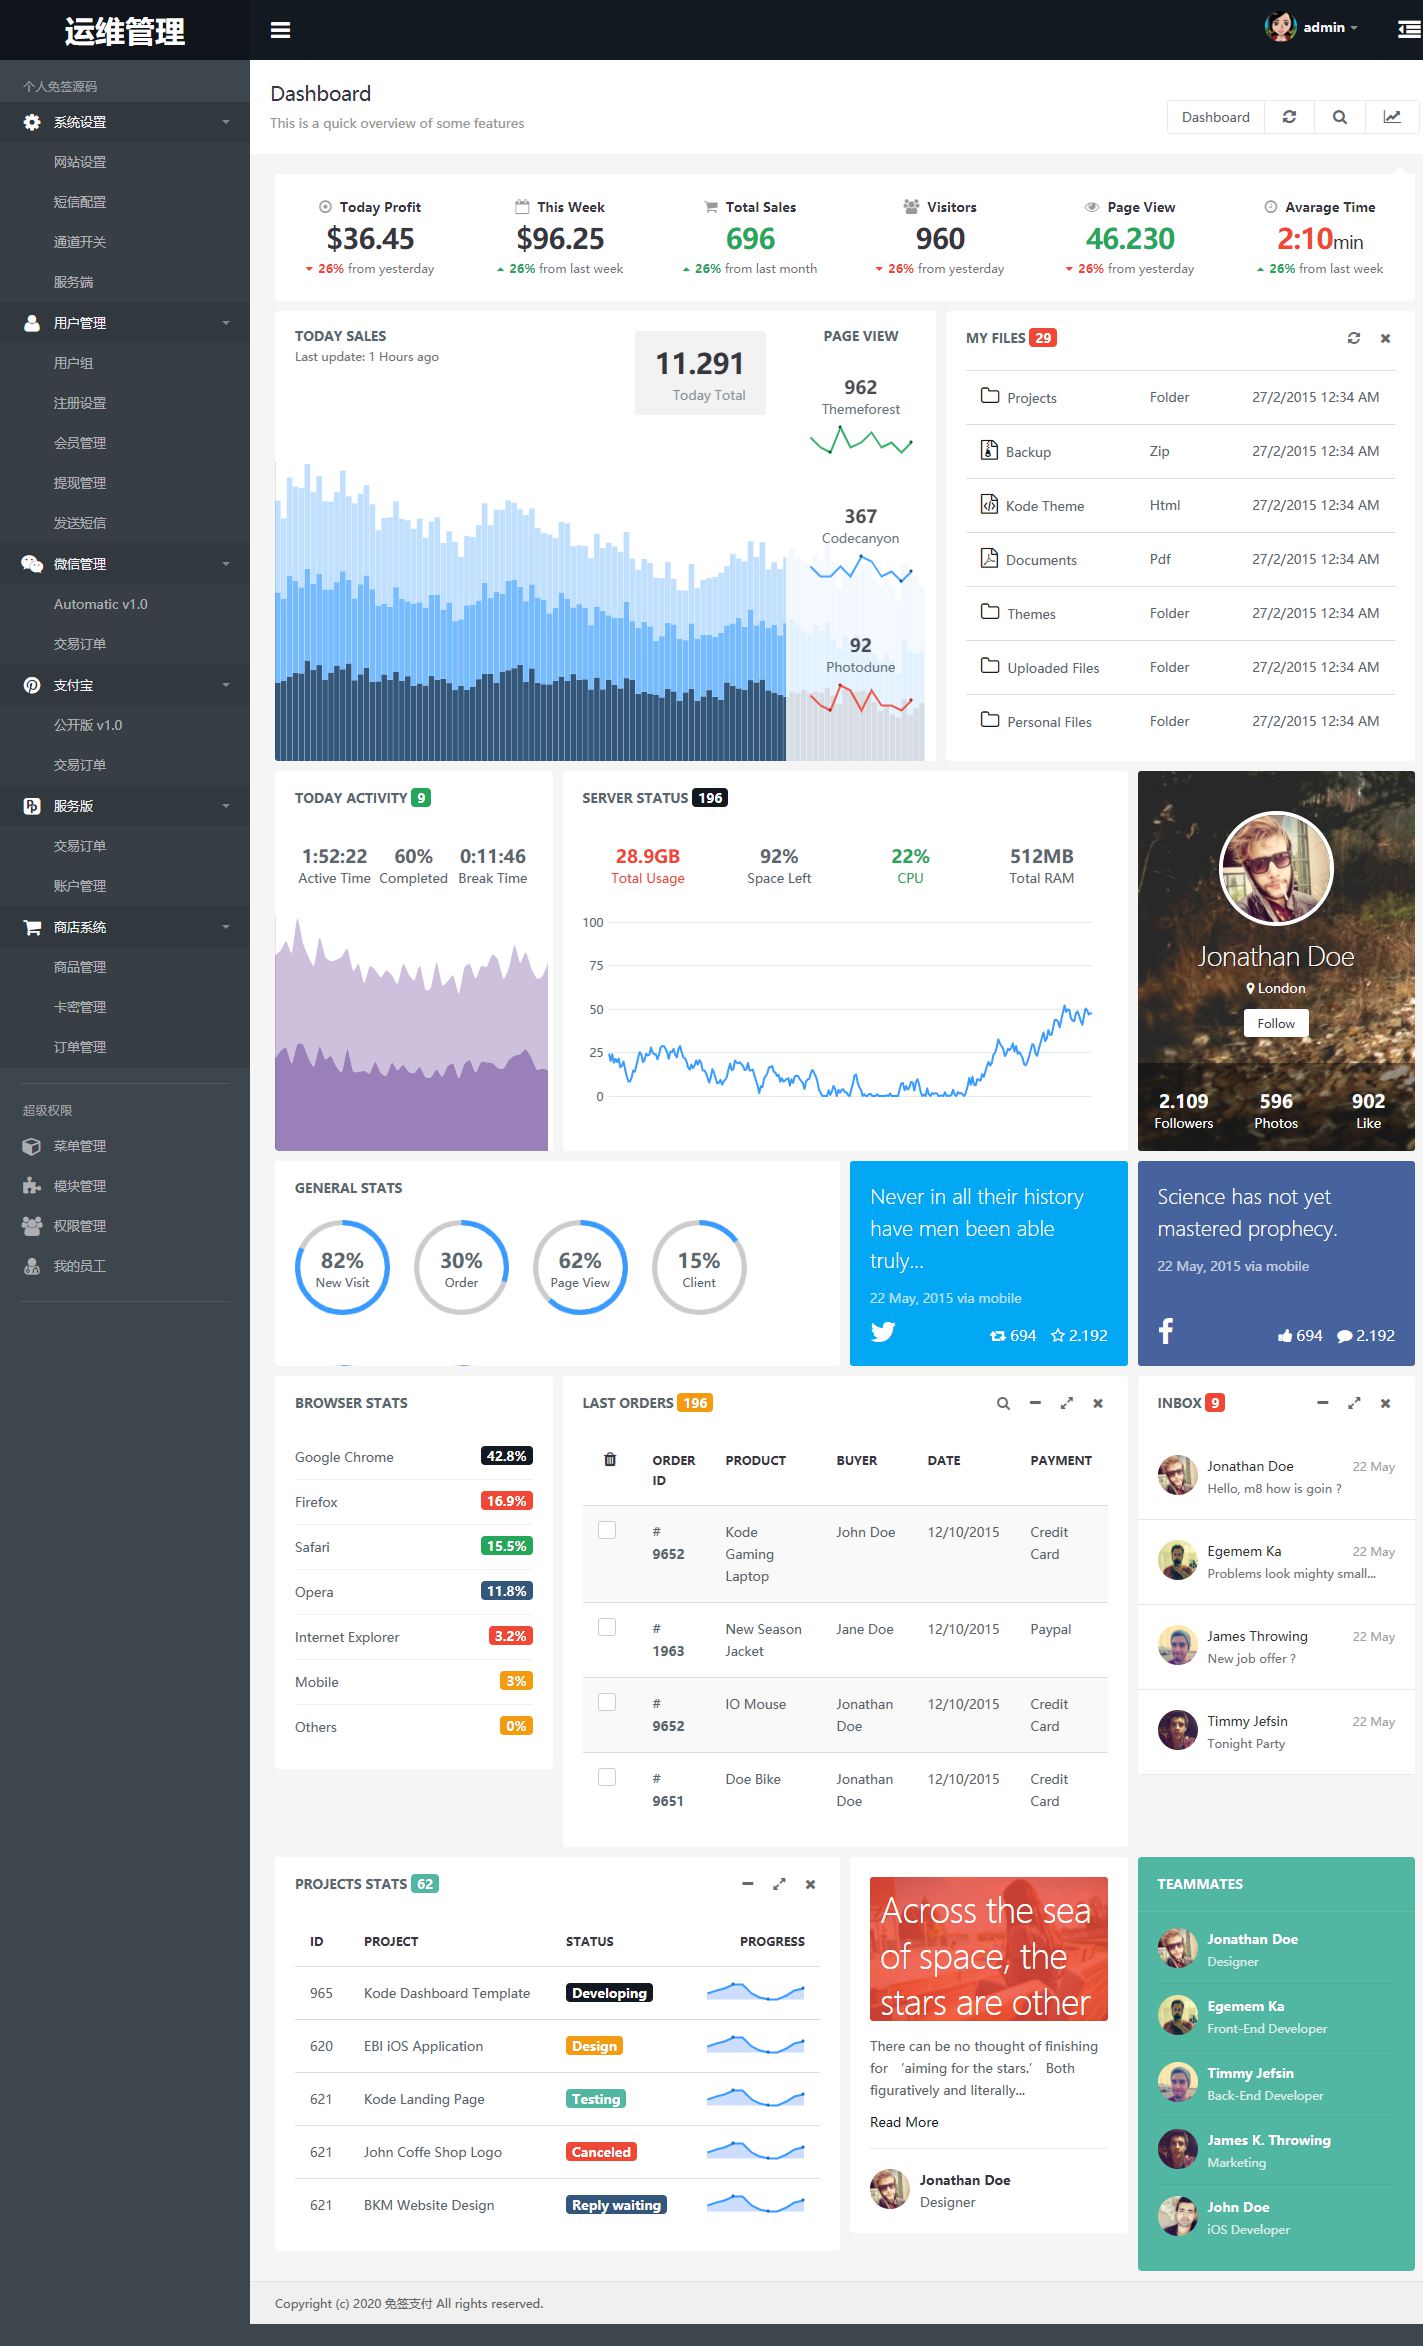 运维管理
admin
个人免签源码
系统设置
网站设置
短信配置
通道开关
服务端
用户管理
用户组
注册设置
会员管理
提现管理
发送短信
微信管理
Automatic v1.0
交易订单
支付宝
公开版 v1.0
交易订单
服务版
交易订单
账户管理
商店系统
商品管理
卡密管理
订单管理
超级权限
菜单管理
模块管理
权限管理
我的员工
Dashboard
This is a quick overview of some features
Dashboard
Today Profit
$36.45
26% from yesterday
This Week
$96.25
26% from last week
Total Sales
696
26% from last month
Visitors
960
26% from yesterday
Page View
46.230
26% from yesterday
Avarage Time
2:10min
26% from last week
TODAY SALES
Last update: 1 Hours ago
11.291
Today Total
PAGE VIEW
962
Themeforest
367
Codecanyon
92
Photodune
MY FILES 29
Projects Folder 27/2/2015 12:34 AM
Backup Zip 27/2/2015 12:34 AM
Kode Theme Html 27/2/2015 12:34 AM
Documents Pdf 27/2/2015 12:34 AM
Themes Folder 27/2/2015 12:34 AM
Uploaded Files Folder 27/2/2015 12:34 AM
Personal Files Folder 27/2/2015 12:34 AM
TODAY ACTIVITY 9
1:52:22 60% 0:11:46
Active Time Completed Break Time
SERVER STATUS 196
28.9GB 92% 22% 512MB
Total Usage Space Left CPU Total RAM
100
75
50
25
0
Jonathan Doe
London
Follow
2.109 596 902
Followers Photos Like
GENERAL STATS
82% 30% 62% 15%
New Visit Order Page View Client
Never in all their history
have men been able
truly...
22 May, 2015 via mobile
694 2.192
Science has not yet
mastered prophecy.
22 May, 2015 via mobile
694 2.192
BROWSER STATS
Google Chrome 42.8%
Firefox 16.9%
Safari 15.5%
Opera 11.8%
Internet Explorer 3.2%
Mobile 3%
Others 0%
LAST ORDERS 196
ORDER PRODUCT BUYER DATE PAYMENT
ID
# Kode John Doe 12/10/2015 Credit
9652 Gaming Card
Laptop
# New Season Jane Doe 12/10/2015 Paypal
1963 Jacket
# IO Mouse Jonathan 12/10/2015 Credit
9652 Doe Card
# Doe Bike Jonathan 12/10/2015 Credit
9651 Doe Card
INBOX 9
Jonathan Doe 22 May
Hello, m8 how is goin ?
Egemem Ka 22 May
Problems look mighty small...
James Throwing 22 May
New job offer ?
Timmy Jefsin 22 May
Tonight Party
PROJECTS STATS 62
ID PROJECT STATUS PROGRESS
965 Kode Dashboard Template Developing
620 EBI iOS Application Design
621 Kode Landing Page Testing
621 John Coffe Shop Logo Canceled
621 BKM Website Design Reply waiting
Across the sea
of space, the
stars are other
There can be no thought of finishing
for ‘aiming for the stars.’ Both
figuratively and literally...
Read More
Jonathan Doe
Designer
TEAMMATES
Jonathan Doe
Designer
Egemem Ka
Front-End Developer
Timmy Jefsin
Back-End Developer
James K. Throwing
Marketing
John Doe
iOS Developer
Copyright (c) 2020 免签支付 All rights reserved.